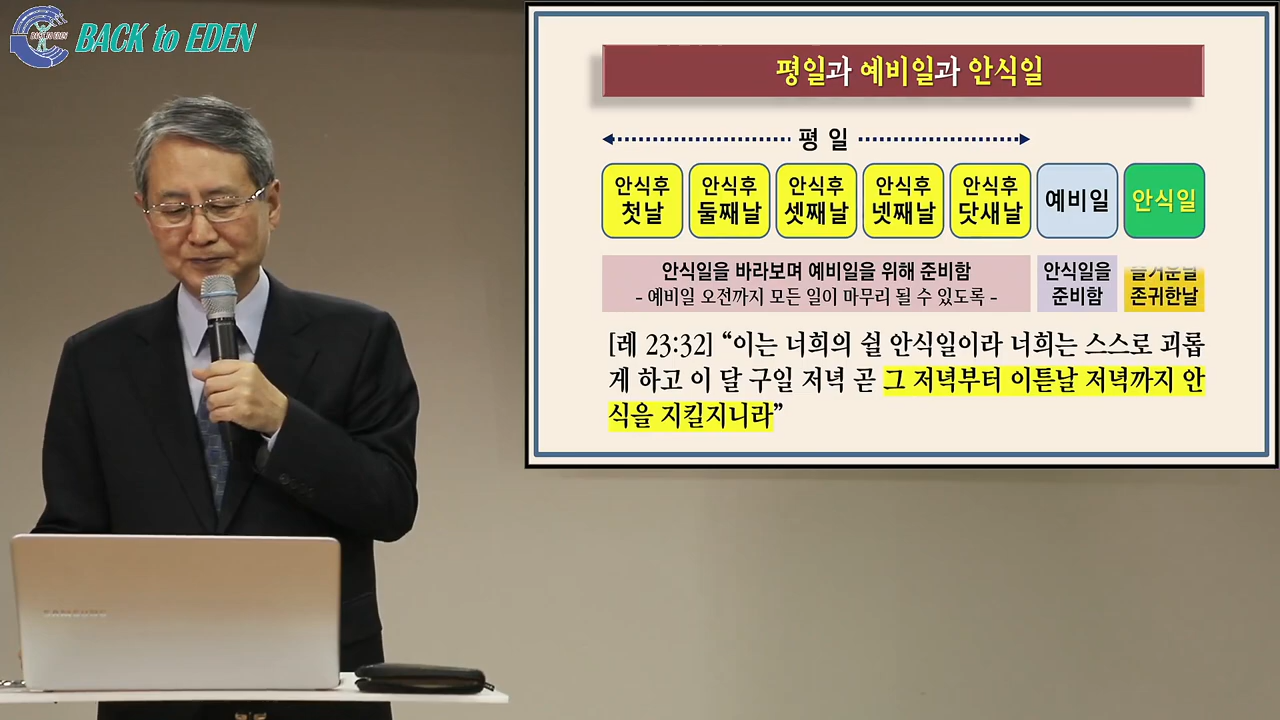 BACK to EDEN
BACK TO EDEN
평일과 예비일과 안식일
평 일
안식후 첫날
안식후 둘째날
안식후 셋째날
안식후 넷째날
안식후 닷새날
예비일
안식일
안식일을 바라보며 예비일을 위해 준비함
- 예비일 오전까지 모든 일이 마무리 될 수 있도록 -
안식일을
준비함
즐거운날
존귀한날
[레 23:32] “이는 너희의 쉴 안식일이라 너희는 스스로 괴롭
게 하고 이 달 구일 저녁 곧 그 저녁부터 이튿날 저녁까지 안
식을 지킬지니라”
SAMSUNG